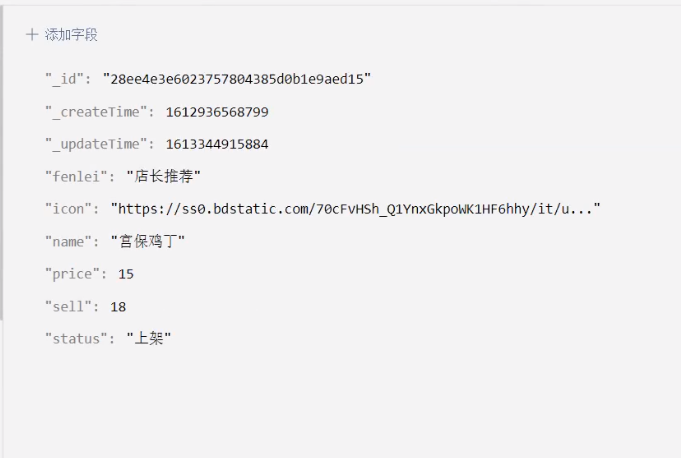 + 添加字段
"_id": "28ee4e3e6023757804385d0b1e9aed15"
"_createTime": 1612936568799
"_updateTime": 1613344915884
"fenlei": "店长推荐"
"icon": "https://ss0.bdstatic.com/70cFvHSh_Q1YnxGkpoWK1HF6hhy/it/u..."
"name": "宫保鸡丁"
"price": 15
"sell": 18
"status": "上架"